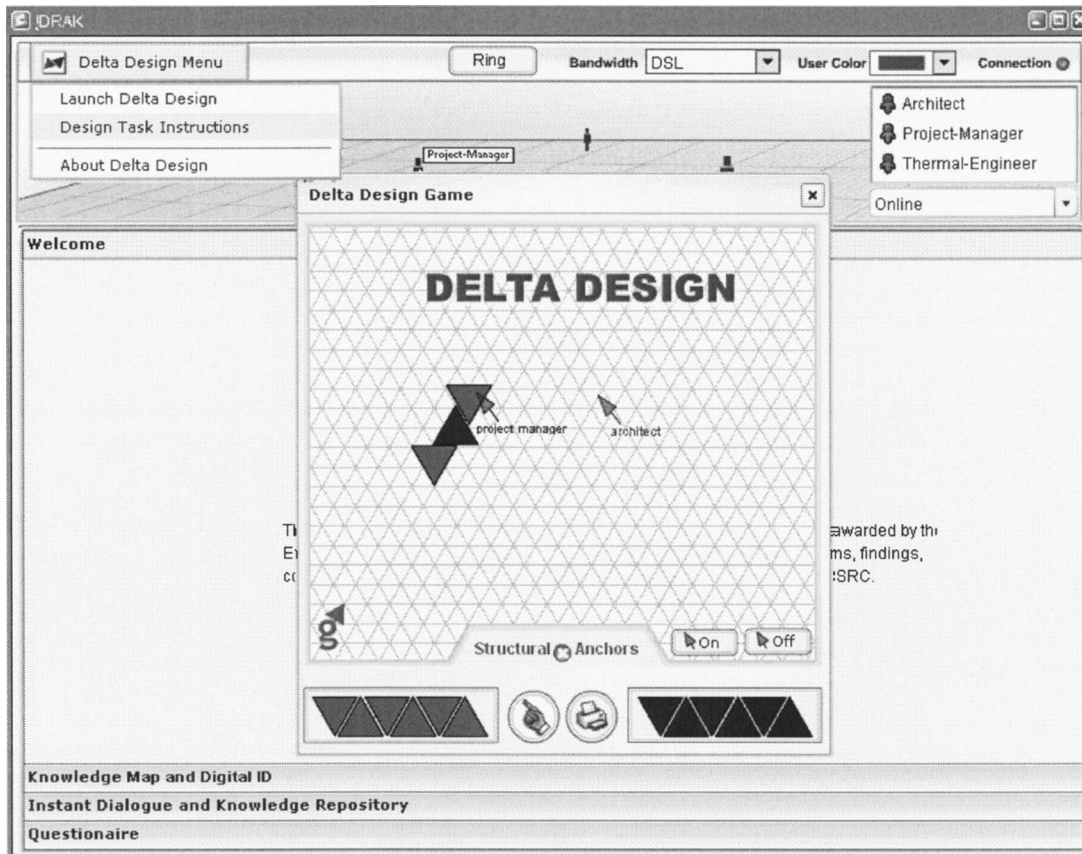 !DRAK
Delta Design Menu
Ring
Bandwidth DSL
User Color
Connection
Launch Delta Design
Design Task Instructions
About Delta Design
Project-Manager
Architect
Project-Manager
Thermal-Engineer
Online
Delta Design Game
Welcome
DELTA DESIGN
project manager
architect
awarded by
ms, findings,
SRC.
g
Structural Anchors
On
Off
Knowledge Map and Digital ID
Instant Dialogue and Knowledge Repository
Questionaire